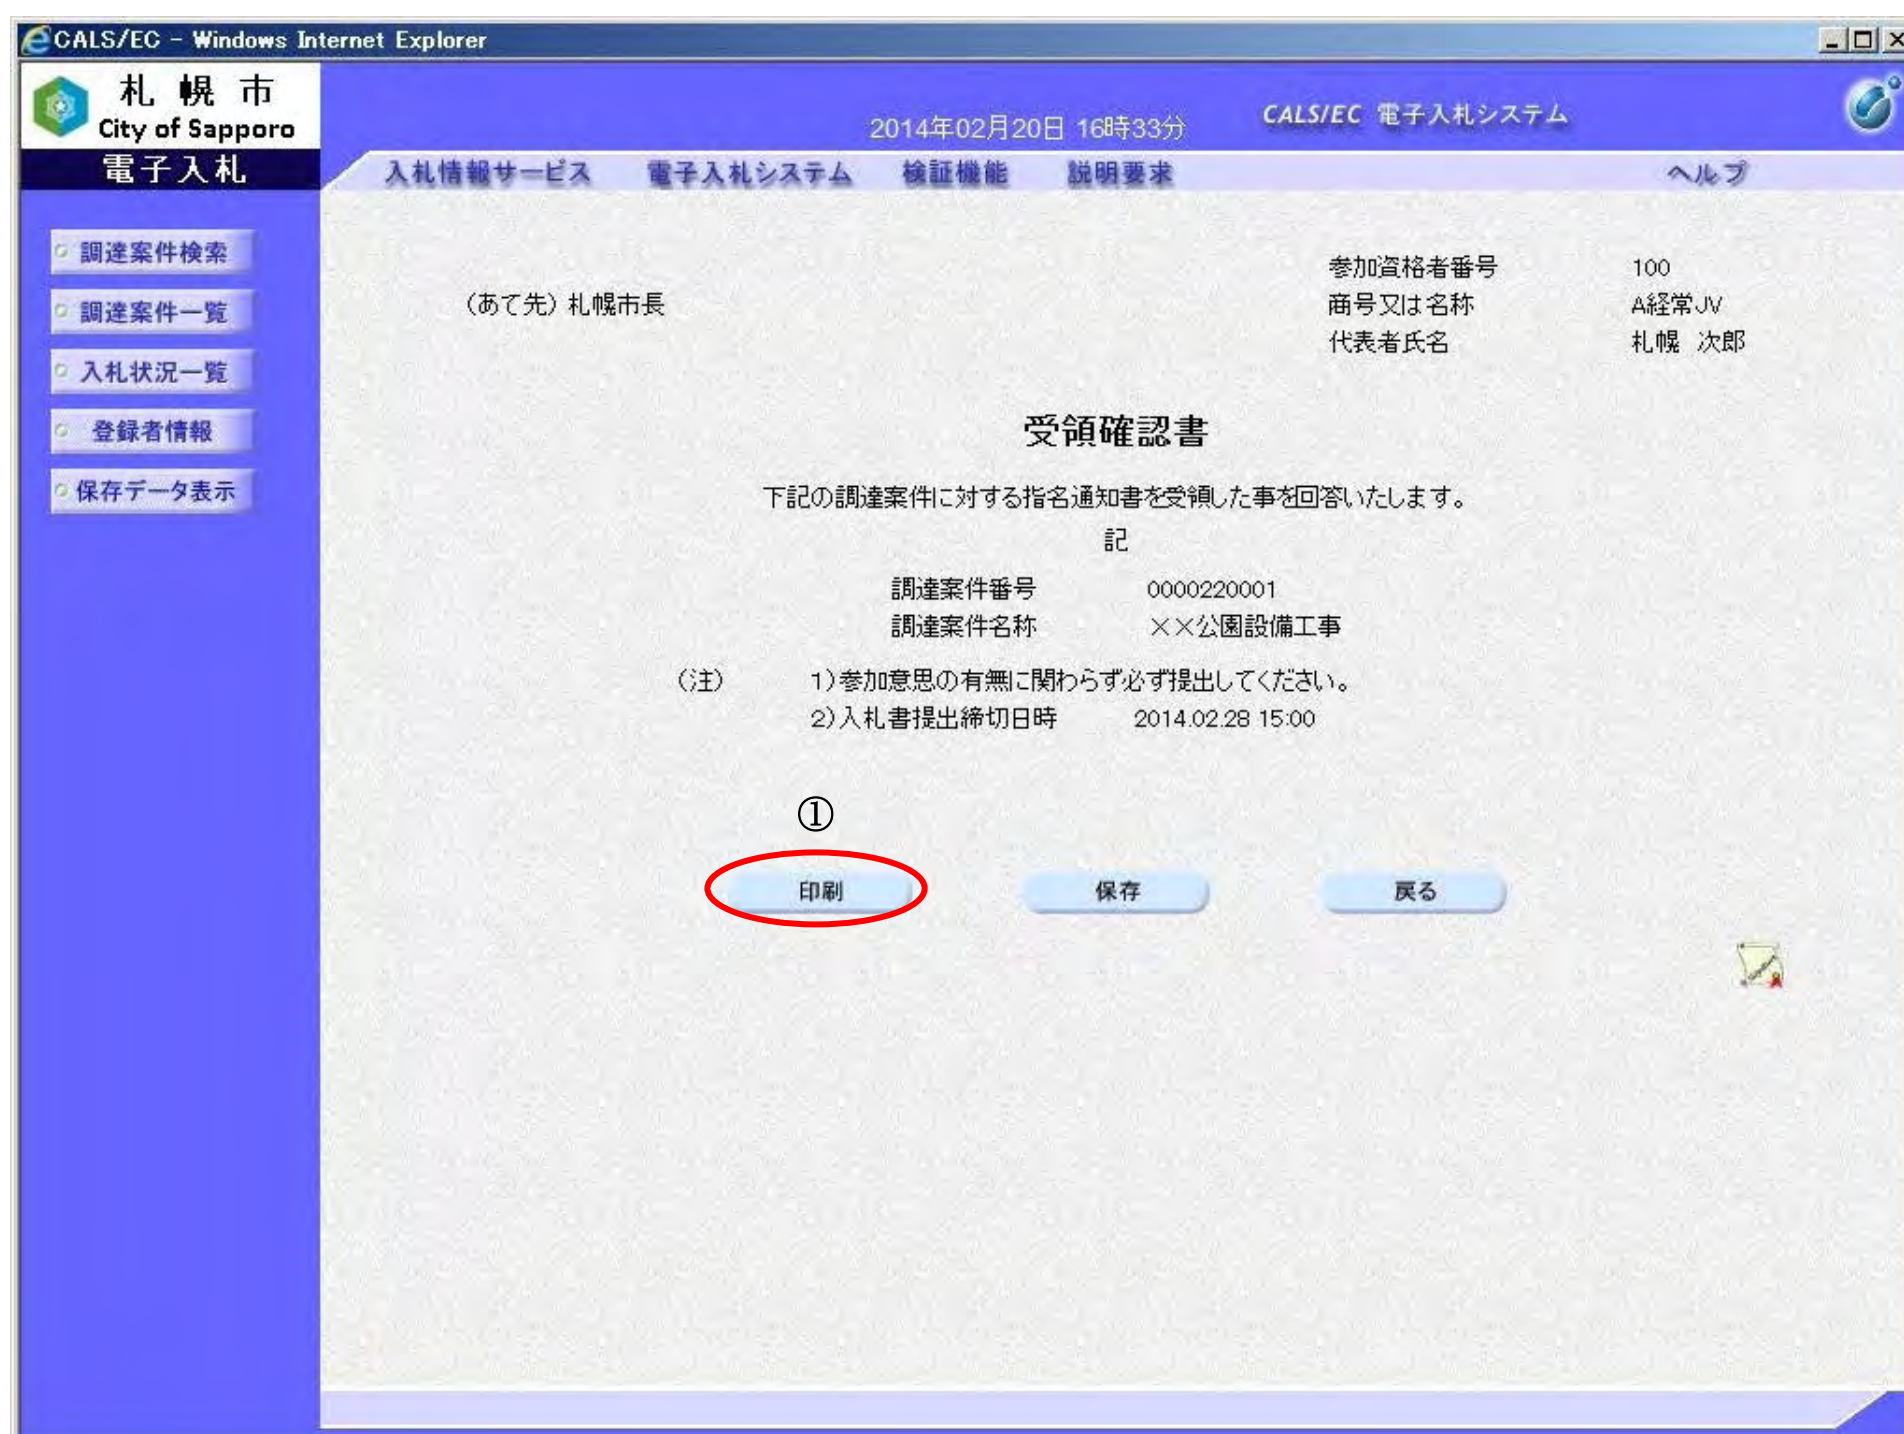 CALS/EC - Windows Internet Explorer
札幌市
City of Sapporo
2014年02月20日 16時33分
CALS/EC 電子入札システム
電子入札
入札情報サービス 電子入札システム 検証機能 説明要求 ヘルプ
調達案件検索
調達案件一覧
入札状況一覧
登録者情報
保存データ表示
参加資格者番号 100
(あて先)札幌市長
商号又は名称 A経常JV
代表者氏名 札幌 次郎
受領確認書
下記の調達案件に対する指名通知書を受領した事を回答いたします。
記
調達案件番号 0000220001
調達案件名称 ××公園設備工事
(注) 1)参加意思の有無に関わらず必ず提出してください。
2)入札書提出締切日時 2014.02.28 15:00
①
印刷 保存 戻る